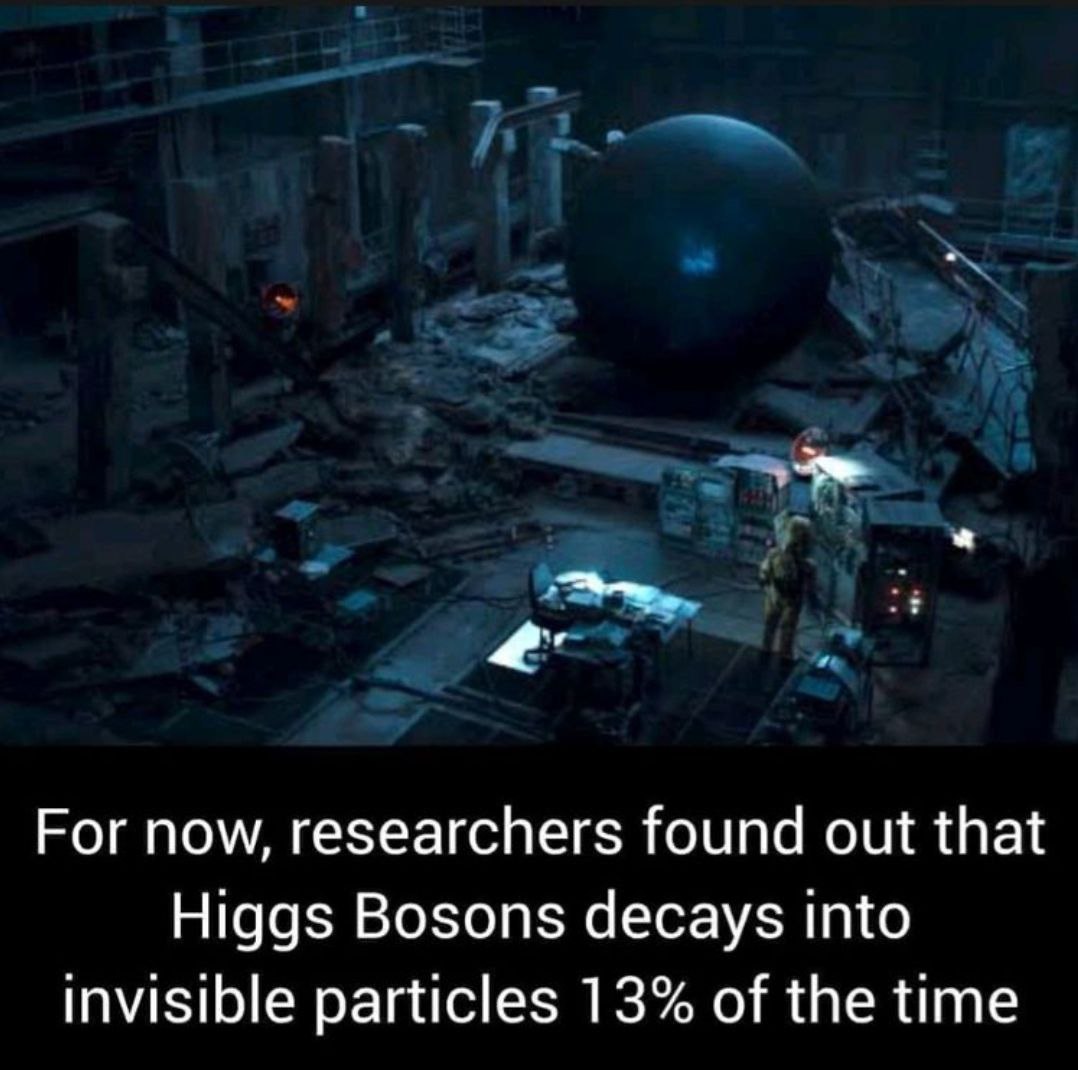 For now, researchers found out that
Higgs Bosons decays into
invisible particles 13% of the time